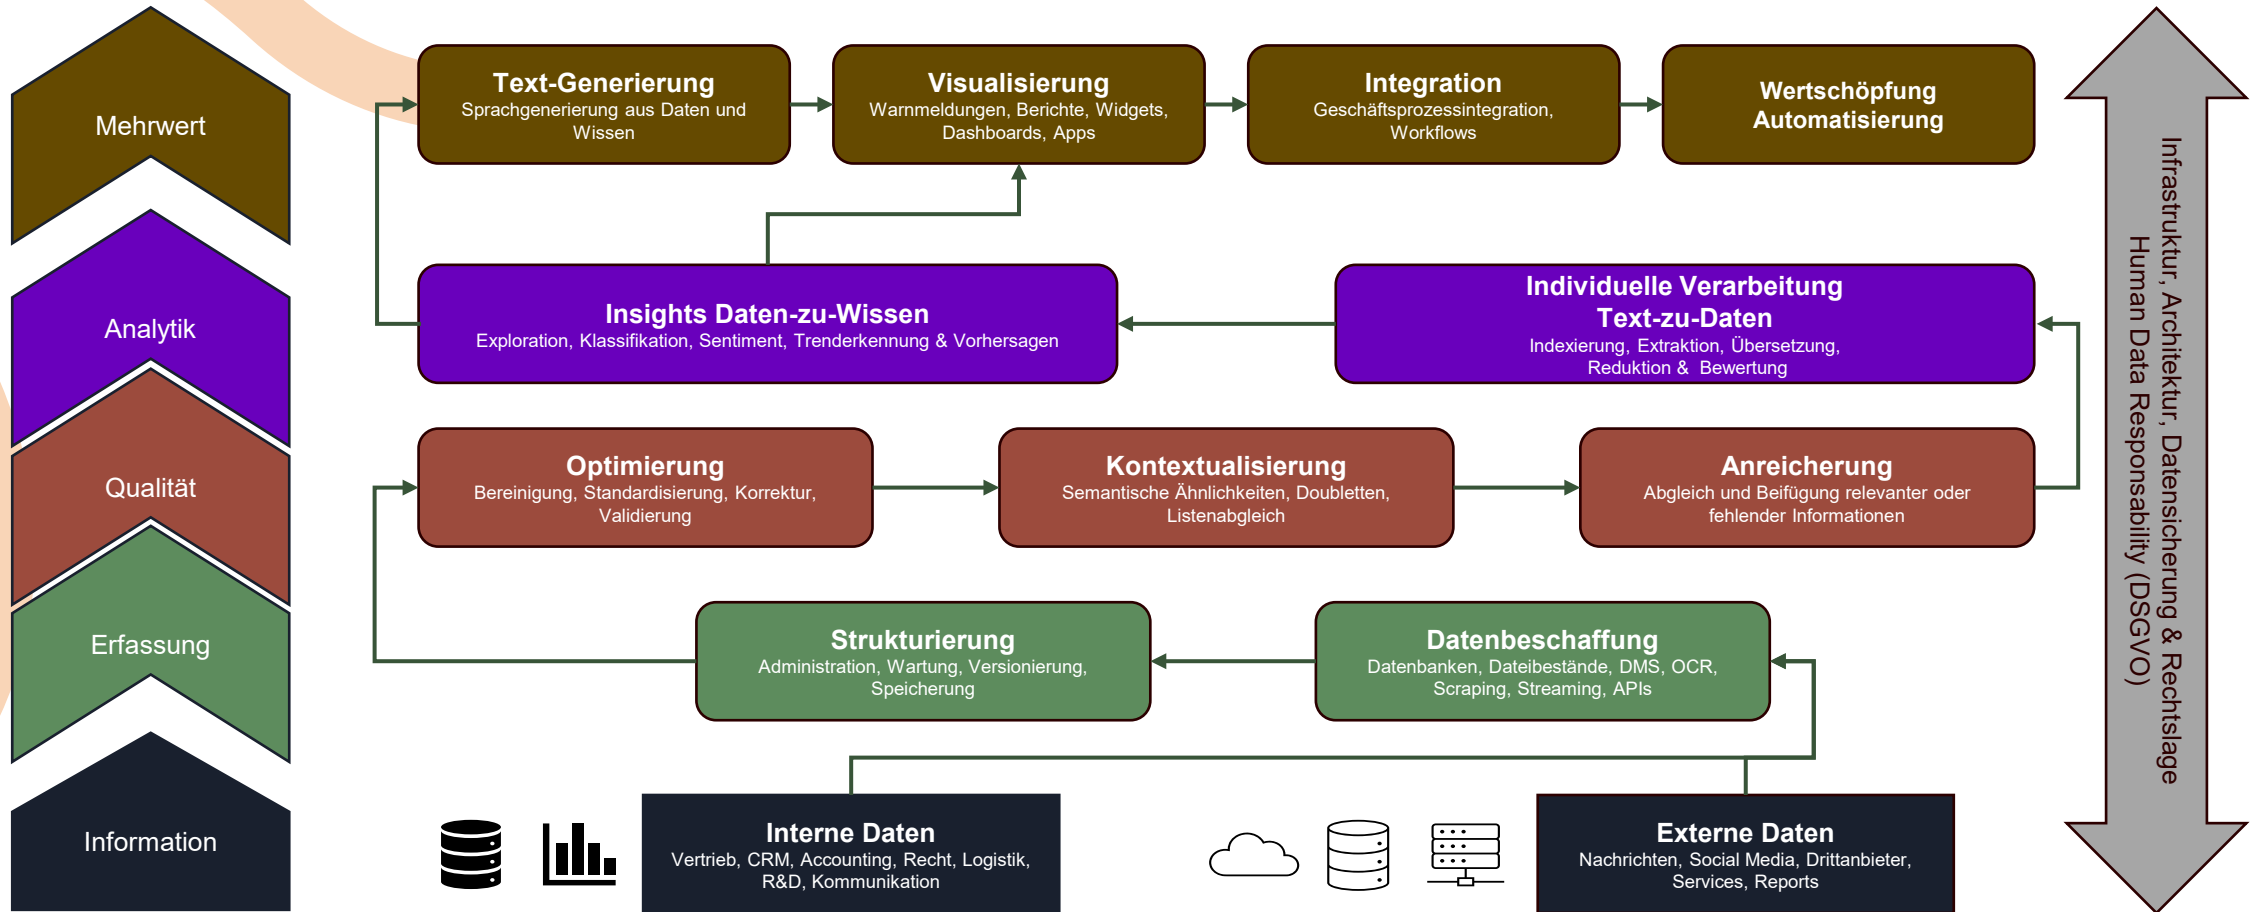 Mehrwert
Text-Generierung
Sprachgenerierung aus Daten und
Wissen
Visualisierung
Warnmeldungen, Berichte, Widgets,
Dashboards, Apps
Integration
Geschäftsprozessintegration,
Workflows
Wertschöpfung
Automatisierung
Analytik
Insights Daten-zu-Wissen
Exploration, Klassifikation, Sentiment, Trenderkennung & Vorhersagen
Individuelle Verarbeitung
Text-zu-Daten
Indexierung, Extraktion, Übersetzung,
Reduktion & Bewertung
Qualität
Optimierung
Bereinigung, Standardisierung, Korrektur,
Validierung
Kontextualisierung
Semantische Ähnlichkeiten, Doubletten,
Listenabgleich
Anreicherung
Abgleich und Beifügung relevanter oder
fehlender Informationen
Erfassung
Strukturierung
Administration, Wartung, Versionierung,
Speicherung
Datenbeschaffung
Datenbanken, Dateibestände, DMS, OCR,
Scraping, Streaming, APIs
Information
Interne Daten
Vertrieb, CRM, Accounting, Recht, Logistik,
R&D, Kommunikation
Externe Daten
Nachrichten, Social Media, Drittanbieter,
Services, Reports
Infrastruktur, Architektur, Datensicherung & Rechtslage
Human Data Responsability (DSGVO)